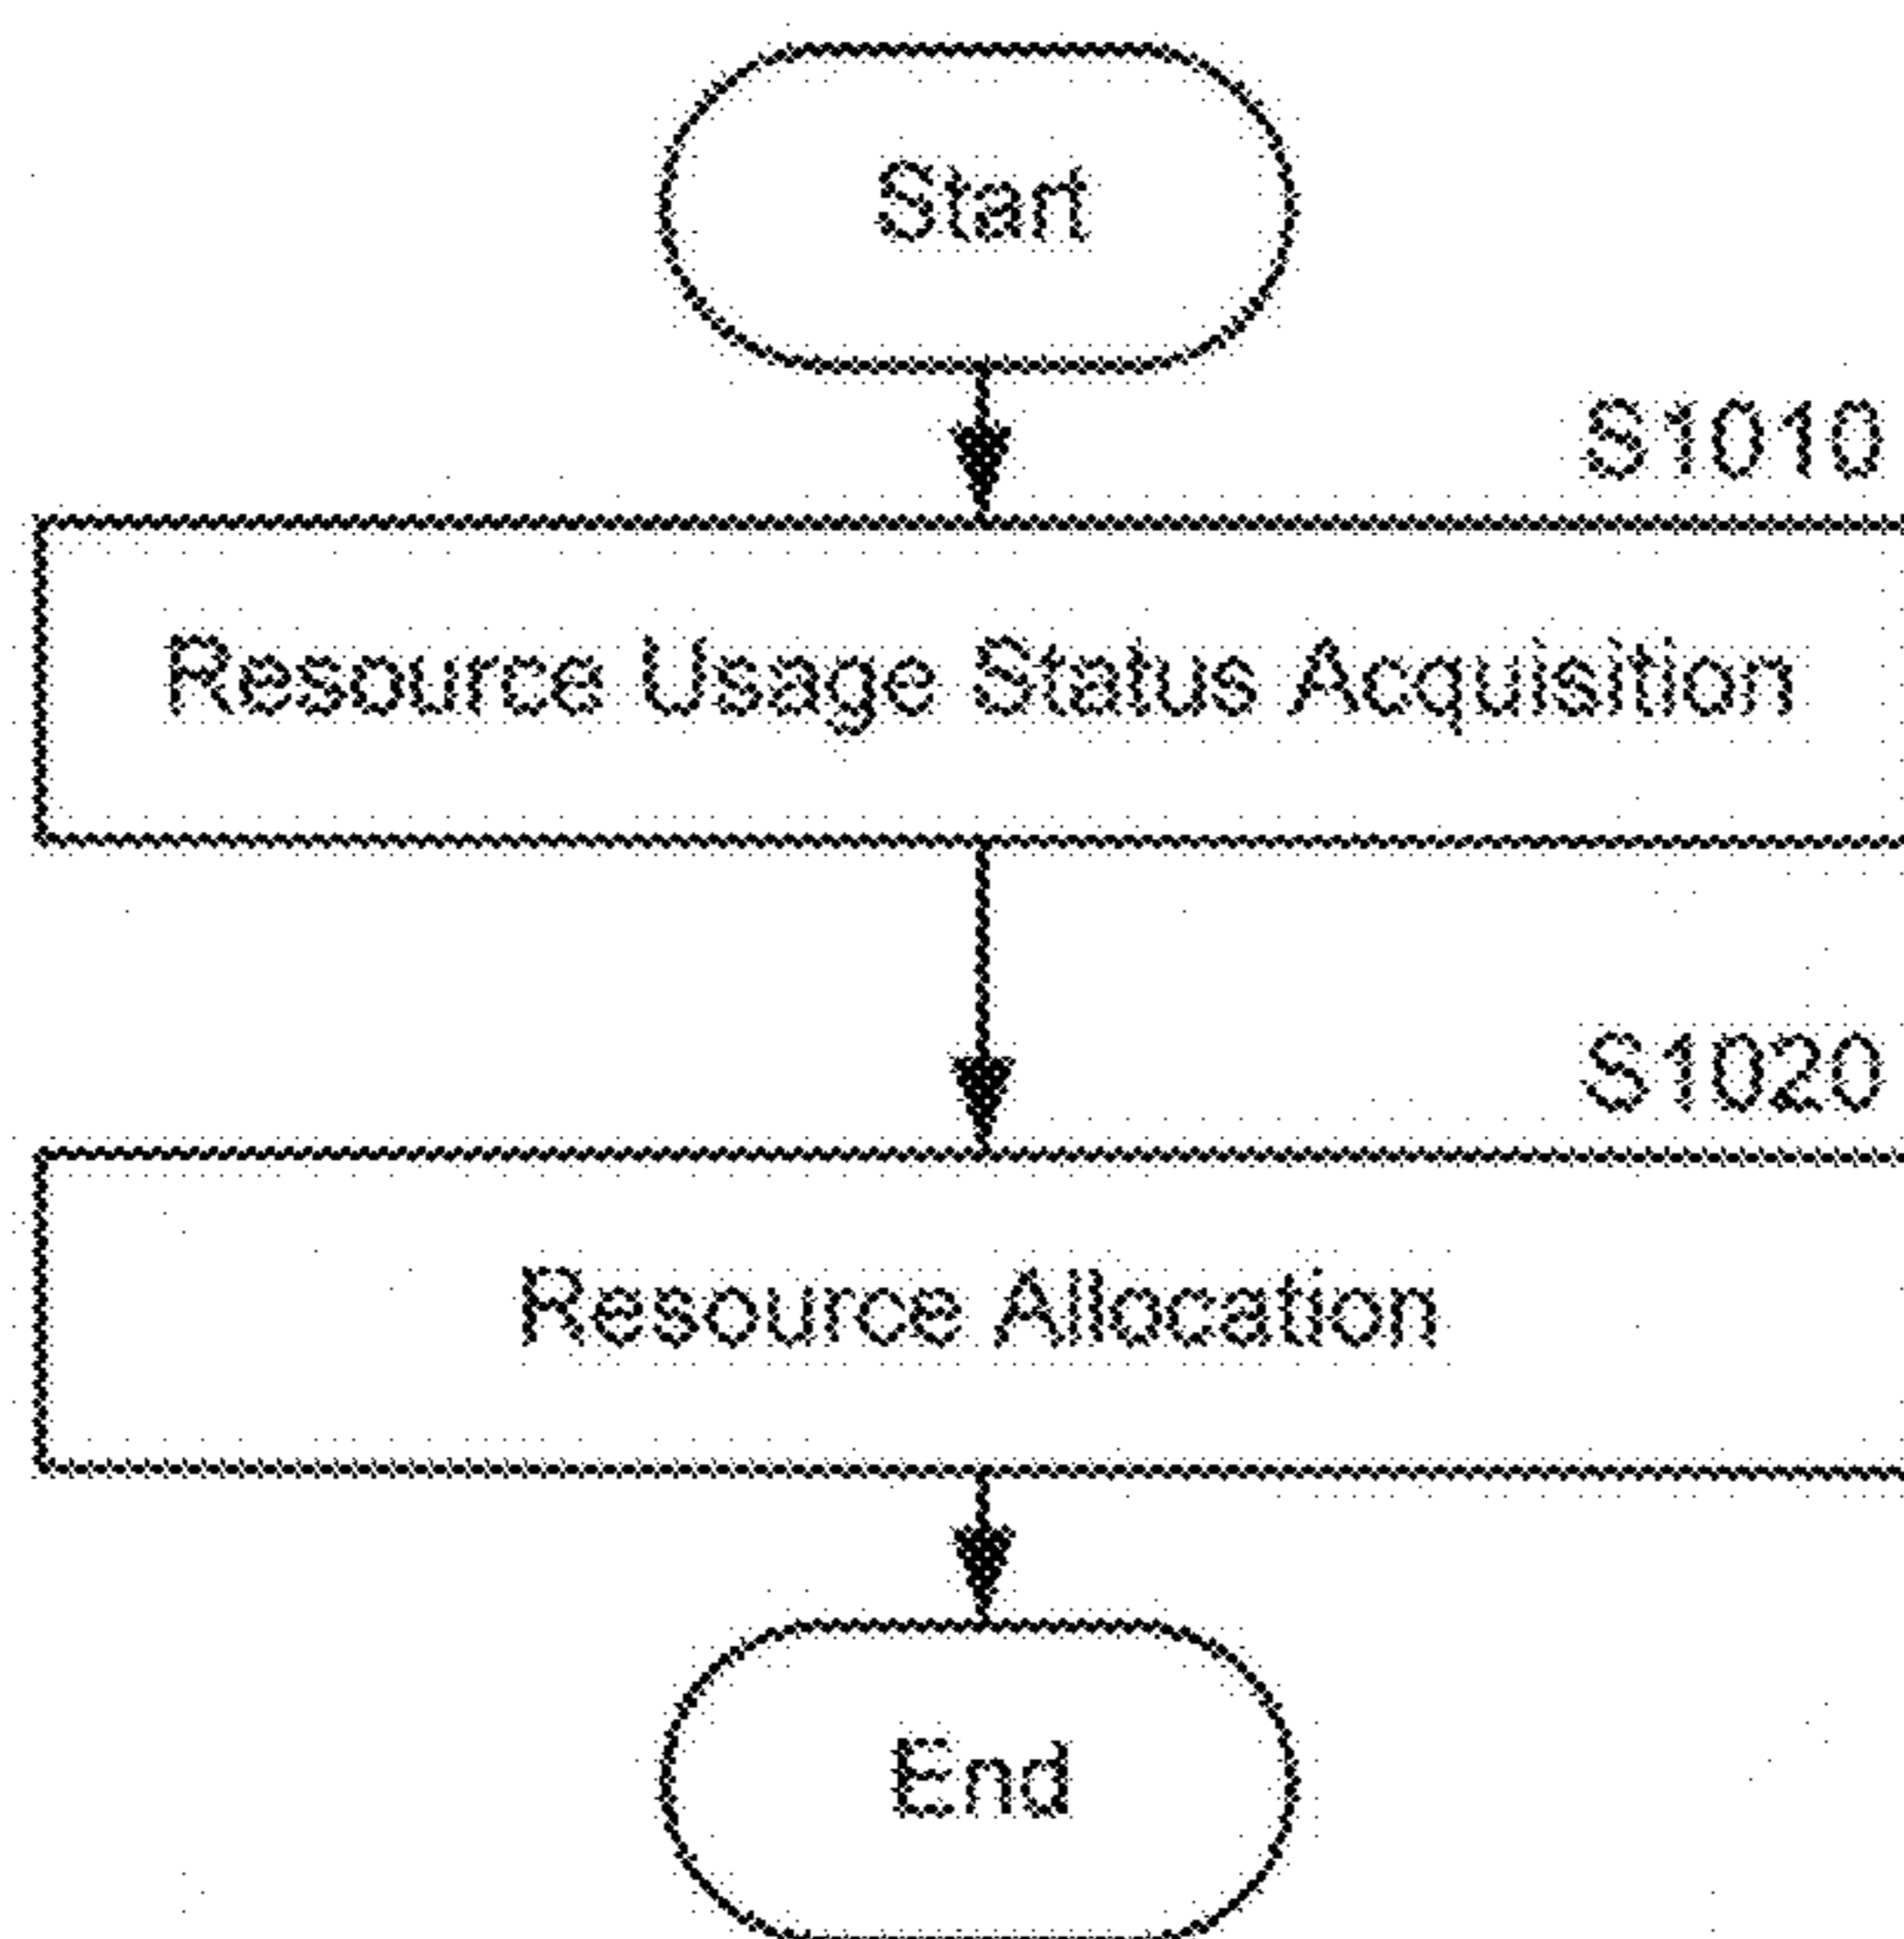 Start
S1010
Resource Usage Status Acquisition
S1020
Resource Allocation
End